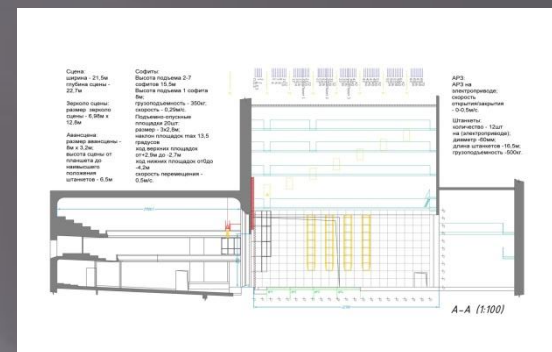 Сцена:
ширина - 21,5м
глубина сцены -
22,7м
Зеркало сцены:
размер зеркало
сцены - 6,98м х
12,8м
Авансцена:
размер авансцены -
8м х 3,2м;
высота сцены от
планшета до
наивысшего
положения
штанкетов - 6,5м
Софиты:
Высота подъема 2-7
софитов 15,5м
Высота подъема 1 софита
8м;
грузоподъемность - 350кг;
скорость - 0,29м/с.
Подъемно-опускные
площадки 20шт:
размер - 3х2,8м;
наклон площадок max 13,5
градусов
ход верхних площадок
от+2,9м до -2,7м
ход нижних площадок от0до
-4,2м
скорость перемещения -
0,5м/с.
АРЗ:
АРЗ на
электроприводе;
скорость
открытия/закрытие
- 0-0,5м/с.
Штанкеты:
количество - 12шт
на (электроприводе);
диаметр -60мм;
длина штанкетов -16,5м;
грузоподъемность -500кг
А-А (1:100)